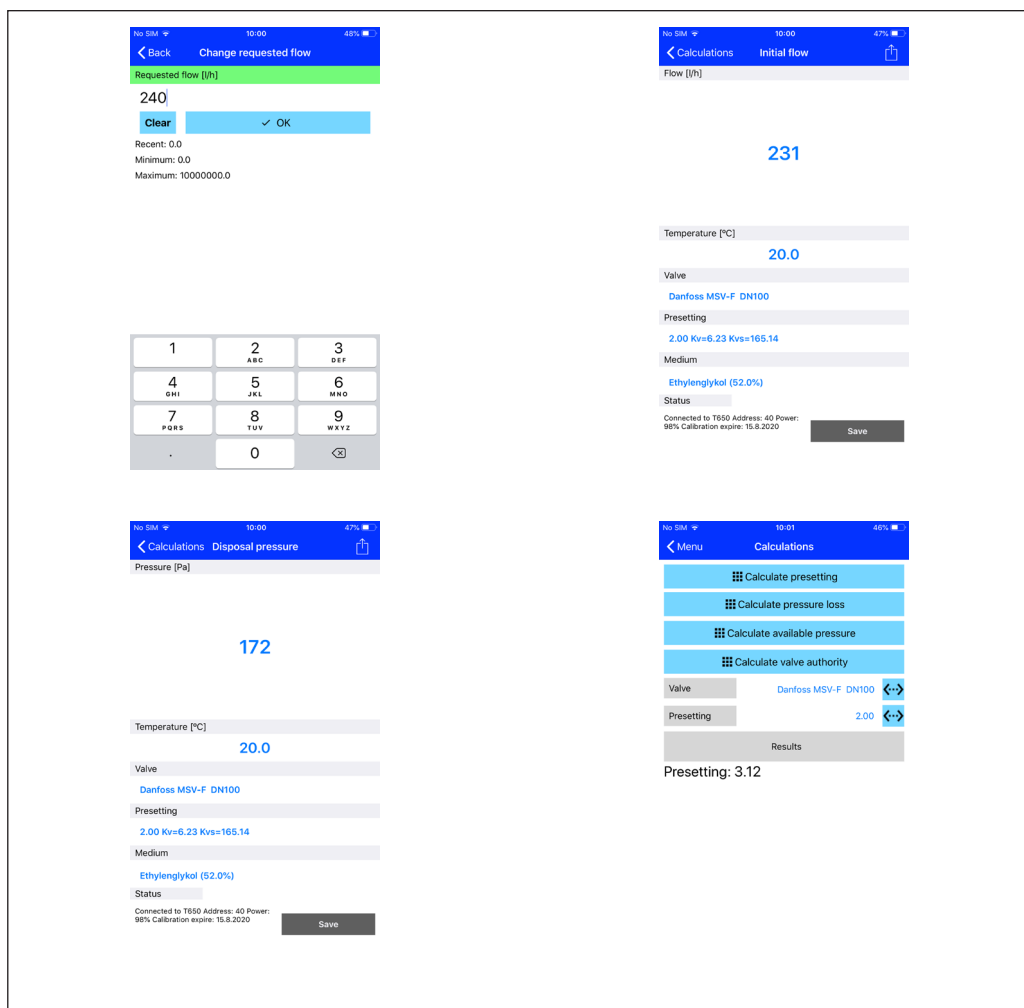 No SIM 10:00 48%
Back Change requested flow
Requested flow [l/h]
240
Clear ✓ OK
Recent: 0.0
Minimum: 0.0
Maximum: 10000000.0
1 2 3
ABC DEF
4 5 6
GHI JKL MNO
7 8 9
PQRS TUV WXYZ
. 0
No SIM 10:00 47%
Calculations Initial flow
Flow [l/h]
231
Temperature [ºC]
20.0
Valve
Danfoss MSV-F DN100
Presetting
2.00 Kv=6.23 Kvs=165.14
Medium
Ethylenglykol (52.0%)
Status
Connected to T650 Address: 40 Power:
98% Calibration expire: 15.8.2020
Save
No SIM 10:00 47%
Calculations Disposal pressure
Pressure [Pa]
172
Temperature [ºC]
20.0
Valve
Danfoss MSV-F DN100
Presetting
2.00 Kv=6.23 Kvs=165.14
Medium
Ethylenglykol (52.0%)
Status
Connected to T650 Address: 40 Power:
98% Calibration expire: 15.8.2020
Save
No SIM 10:01 46%
Menu Calculations
Calculate presetting
Calculate pressure loss
Calculate available pressure
Calculate valve authority
Valve Danfoss MSV-F DN100
Presetting 2.00
Results
Presetting: 3.12